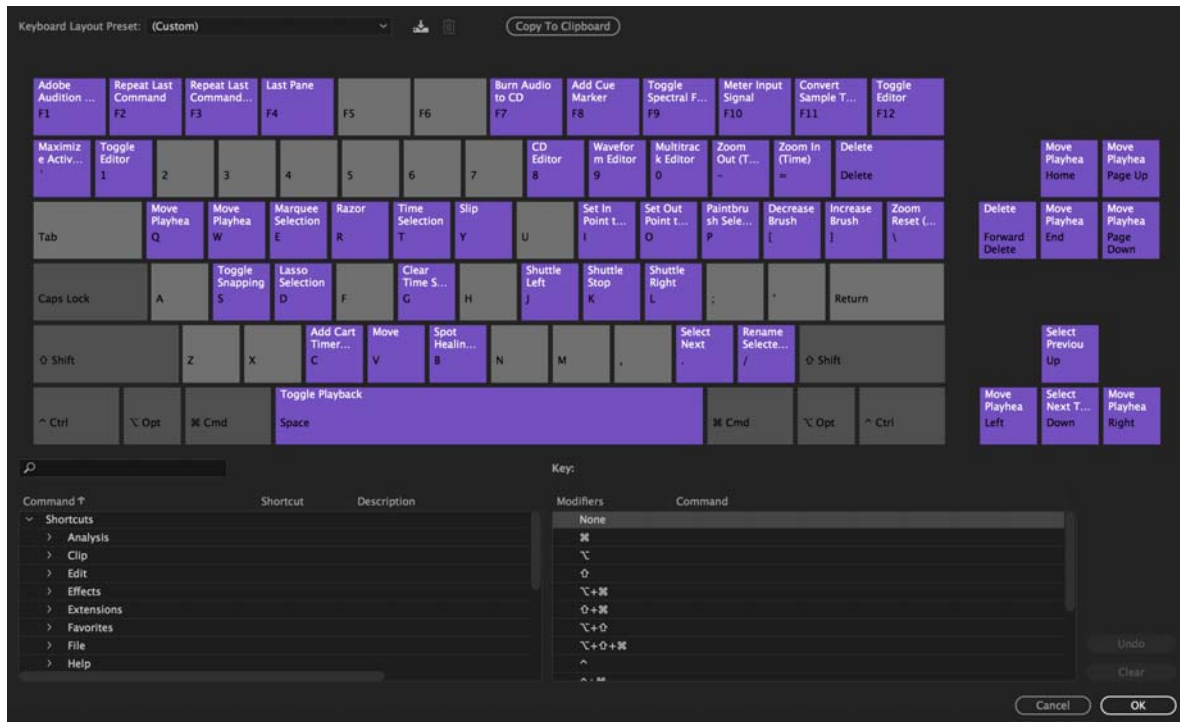 Keyboard Layout Preset: (Custom) Copy To Clipboard
Adobe Repeat Last Repeat Last Last Pane Burn Audio Add Cue Toggle Meter Input Convert Toggle
Audition ... Command Command... to CD Marker Spectral F... Signal Sample T... Editor
F1 F2 F3 F4 F5 F6 F7 F8 F9 F10 F11 F12
Maximiz Toggle CD Wavefor Multitrac Zoom Zoom In Delete Move Move
e Activ... Editor Editor m Editor k Editor Out (T... (Time) Playhea Playhea
` 1 2 3 4 5 6 7 8 9 0 - = Delete Home Page Up
Move Move Marquee Razor Time Slip Set In Set Out Paintbru Decrease Increase Zoom Delete Move Move
Playhea Playhea Selection Selection Point t... Point t... sh Sele... Brush Brush Reset (... Playhea Playhea
Tab Q W E R T Y U I O P [ ] \ Forward End Page
Delete Down
Toggle Lasso Clear Shuttle Shuttle Shuttle
Snapping Selection Time S... Left Stop Right
Caps Lock A S D F G H J K L ; ' Return
Add Cart Move Spot Select Rename Select
Timer... Healin... Next Selecte... Previou
⇧ Shift Z X C V B N M , . / ⇧ Shift Up
Toggle Playback Move Select Move
Playhea Next T... Playhea
^ Ctrl ⌥ Opt ⌘ Cmd Space ⌘ Cmd ⌥ Opt ^ Ctrl Left Down Right
Key:
Command ↑ Shortcut Description Modifiers Command
Shortcuts None
Analysis ⌘
Clip ⌥
Edit ⇧
Effects ⌥+⌘
Extensions ⇧+⌘
Favorites ⌥+⇧
File ⌥+⇧+⌘ Undo
Help ^
Clear
Cancel OK